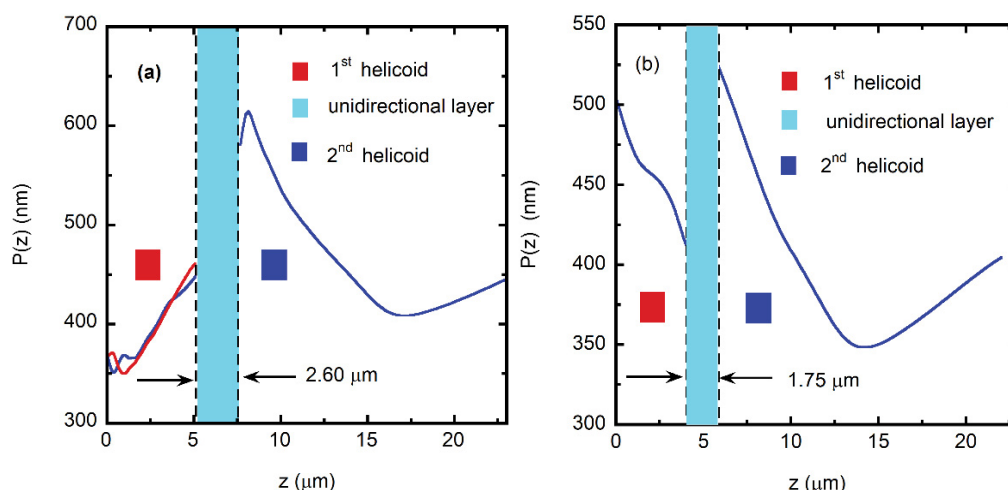 (a)
1st helicoid
unidirectional layer
2nd helicoid
2.60 μm
P(z) (nm)
700
600
500
400
300
0
5
10
15
20
z (μm)
(b)
1st helicoid
unidirectional layer
2nd helicoid
1.75 μm
P(z) (nm)
550
500
450
400
350
300
0
5
10
15
20
z (μm)